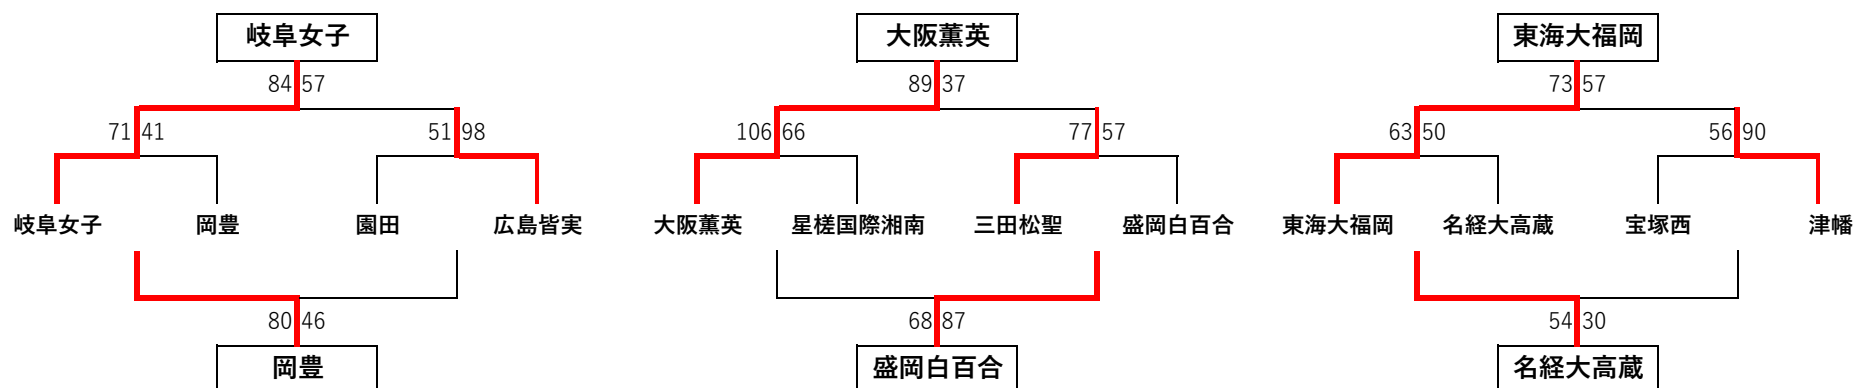 岐阜女子 大阪薫英 東海大福岡
84 57 89 37 73 57
71 41 51 98 106 66 77 57 63 50 56 90
岐阜女子 岡豊 園田 広島皆実 大阪薫英 星槎国際湘南 三田松聖 盛岡白百合 東海大福岡 名経大高蔵 宝塚西 津幡
80 46 68 87 54 30
岡豊 盛岡白百合 名経大高蔵